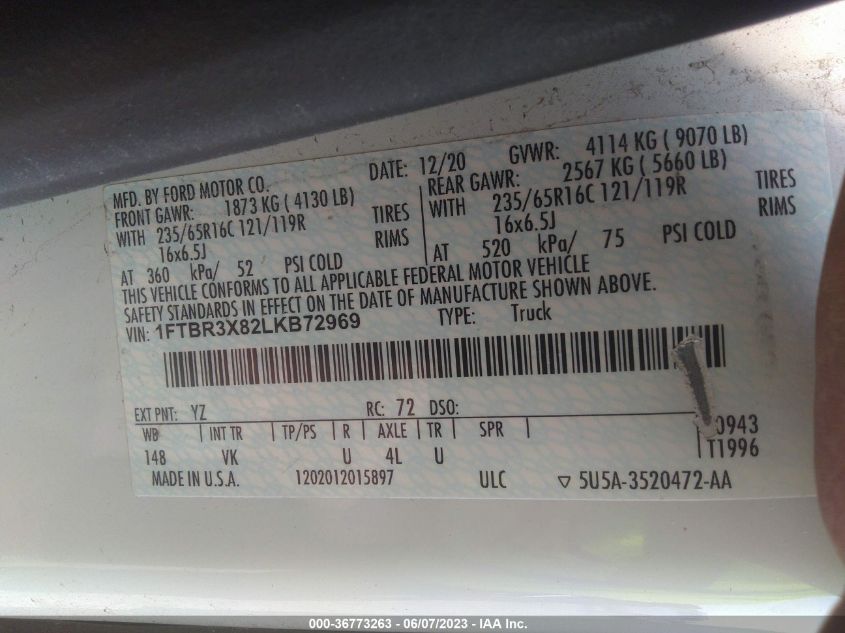 MFD. BY FORD MOTOR CO. DATE: 12/20 GVWR: 4114 KG ( 9070 LB)
FRONT GAWR: 1873 KG ( 4130 LB) REAR GAWR: 2567 KG ( 5660 LB)
WITH 235/65R16C 121/119R TIRES WITH 235/65R16C 121/119R TIRES
16x6.5J RIMS 16x6.5J RIMS
AT 360 kPa/ 52 PSI COLD AT 520 kPa/ 75 PSI COLD
THIS VEHICLE CONFORMS TO ALL APPLICABLE FEDERAL MOTOR VEHICLE
SAFETY STANDARDS IN EFFECT ON THE DATE OF MANUFACTURE SHOWN ABOVE.
VIN: 1FTBR3X82LKB72969 TYPE: Truck
EXT PNT: YZ RC: 72 DSO:
WB INT TR TP/PS R AXLE TR SPR 0943
148 VK U 4L U T1996
MADE IN U.S.A. 1202012015897 ULC ▽ 5U5A-3520472-AA
000-36773263 - 06/07/2023 - IAA Inc.